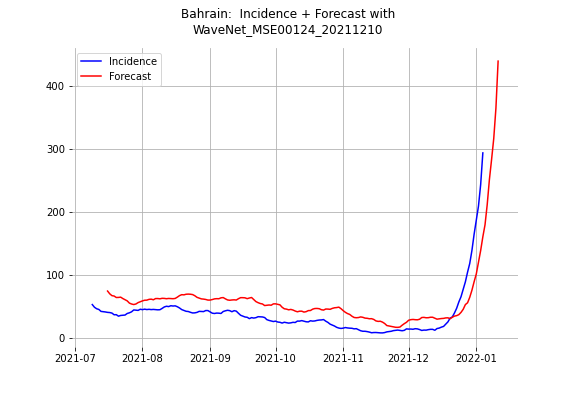 Bahrain:  Incidence + Forecast with
WaveNet_MSE00124_20211210
Incidence
Forecast
400
300
200
100
0
2021-07 2021-08 2021-09 2021-10 2021-11 2021-12 2022-01